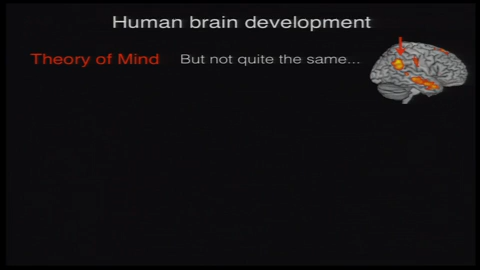 Human brain development
Theory of Mind But not quite the same...